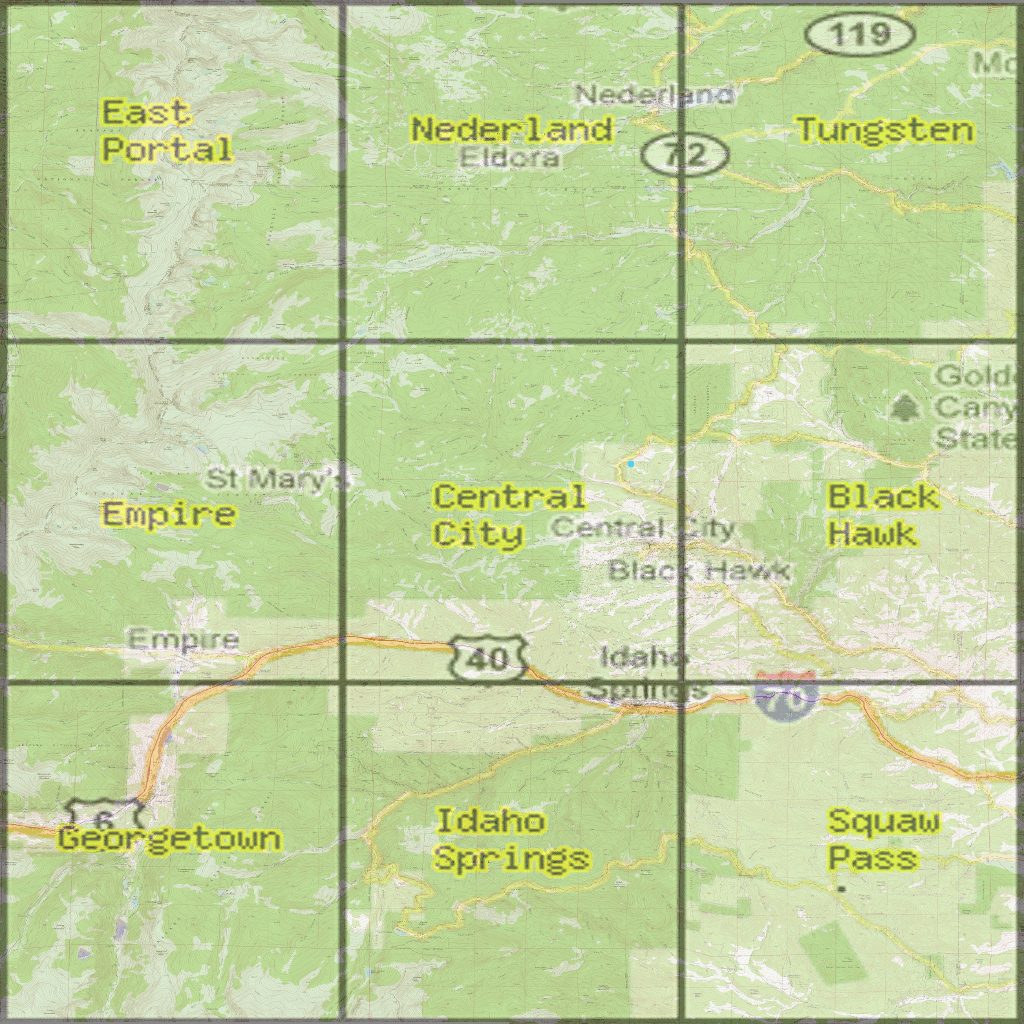 119
Mo
Nederland
East
Portal
Nederland
Tungsten
Eldora
72
Gold
Cany
State
St Mary's
Empire
Central
City
Black
Hawk
Central City
Black Hawk
Empire
40
Idaho
Springs
70
6
Georgetown
Idaho
Springs
Squaw
Pass